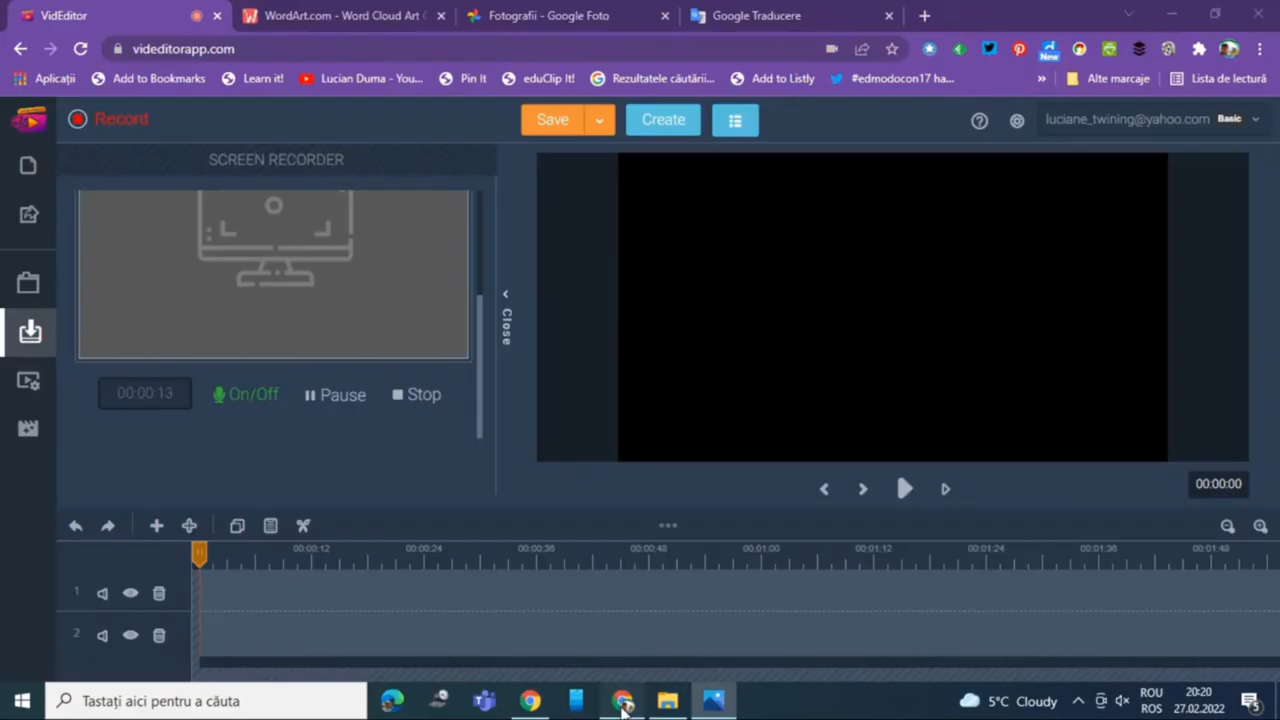 VidEditor
WordArt.com - Word Cloud Art C
Fotografii - Google Foto
Google Traducere
videditorapp.com
New
Aplicații
Add to Bookmarks
Learn it!
Lucian Duma - You...
Pin It
eduClip It!
Rezultatele căutării...
Add to Listly
#edmodocon17 ha...
Alte marcaje
Lista de lectură
Record
Save
Create
luciane_twining@yahoo.com
Basic
SCREEN RECORDER
Close
00:00:13
On/Off
Pause
Stop
00:00:00
00:00:12
00:00:24
00:00:36
00:00:48
00:01:00
00:01:12
00:01:24
00:01:36
00:01:48
1
2
Tastați aici pentru a căuta
5°C Cloudy
ROU
ROS
20:20
27.02.2022
5